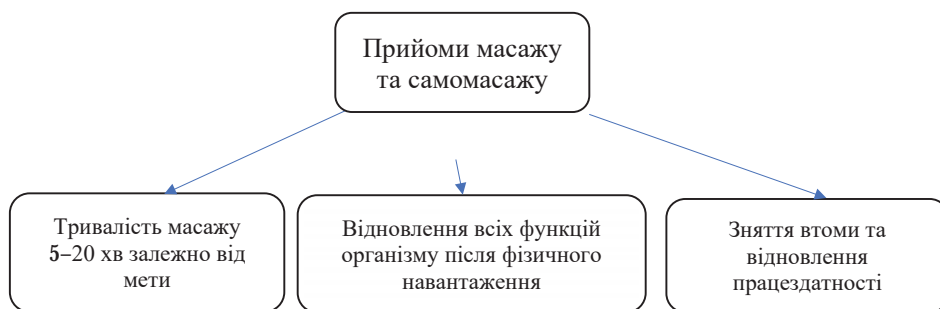 Прийоми масажу
та самомасажу
Тривалість масажу
5–20 хв залежно від
мети
Відновлення всіх функцій
організму після фізичного
навантаження
Зняття втоми та
відновлення
працездатності